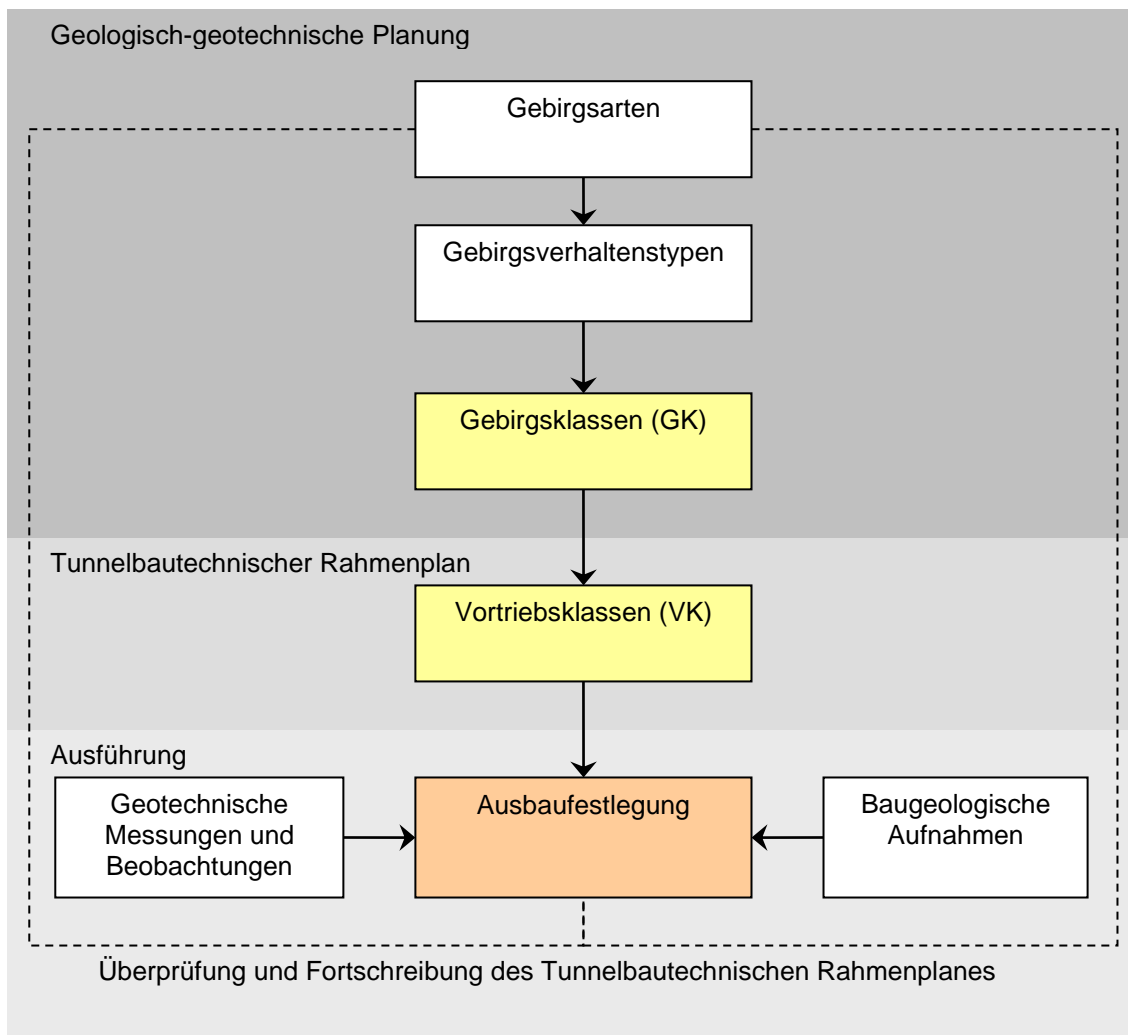 Geologisch-geotechnische Planung
Gebirgsarten
Gebirgsverhaltenstypen
Gebirgsklassen (GK)
Tunnelbautechnischer Rahmenplan
Vortriebsklassen (VK)
Ausführung
Geotechnische
Messungen und
Beobachtungen
Ausbaufestlegung
Baugeologische
Aufnahmen
Überprüfung und Fortschreibung des Tunnelbautechnischen Rahmenplanes